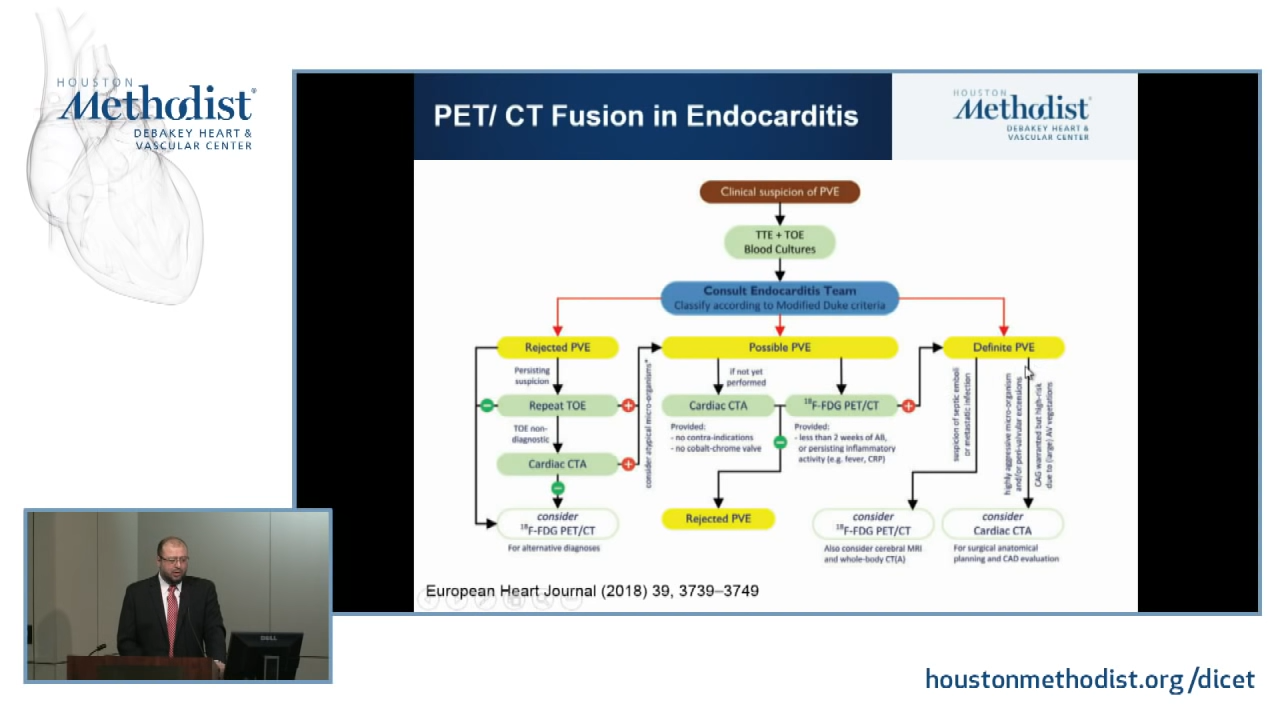 HOUSTON
Methodist®
DEBAKEY HEART &
VASCULAR CENTER
PET/ CT Fusion in Endocarditis
HOUSTON
Methodist
DEBAKEY HEART &
VASCULAR CENTER
Clinical suspicion of PVE
TTE + TOE
Blood Cultures
Consult Endocarditis Team
Classify according to Modified Duke criteria
Rejected PVE
Persisting
suspicion
Repeat TOE
TOE non-
diagnostic
Cardiac CTA
consider
18F-FDG PET/CT
For alternative diagnoses
consider atypical micro-organisms*
Possible PVE
if not yet
performed
Cardiac CTA
Provided:
- no contra-indications
- no cobalt-chrome valve
18F-FDG PET/CT
Provided:
- less than 2 weeks of AB,
or persisting inflammatory
activity (e.g. fever, CRP)
Rejected PVE
Definite PVE
suspicion of septic emboli
or metastatic infection
highly aggressive micro-organism
and/or peri-valvular extensions
CAG warranted but high-risk
due to (large) AV vegetations
consider
18F-FDG PET/CT
Also consider cerebral MRI
and whole-body CT(A)
consider
Cardiac CTA
For surgical anatomical
planning and CAD evaluation
European Heart Journal (2018) 39, 3739–3749
DELL
houstonmethodist.org/dicet